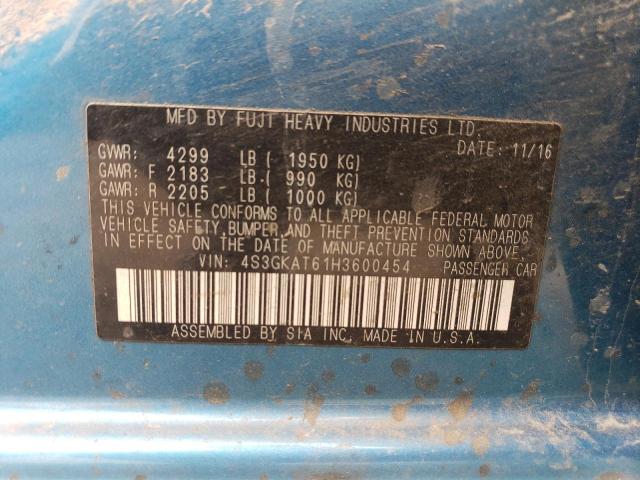 MFD BY FUJI HEAVY INDUSTRIES LTD.
DATE: 11/16
GVWR: 4299 LB ( 1950 KG)
GAWR: F 2183 LB ( 990 KG)
GAWR: R 2205 LB ( 1000 KG)
THIS VEHICLE CONFORMS TO ALL APPLICABLE FEDERAL MOTOR
VEHICLE SAFETY, BUMPER, AND THEFT PREVENTION STANDARDS
IN EFFECT ON THE DATE OF MANUFACTURE SHOWN ABOVE.
VIN: 4S3GKAT61H3600454 PASSENGER CAR
ASSEMBLED BY SIA INC, MADE IN U.S.A.